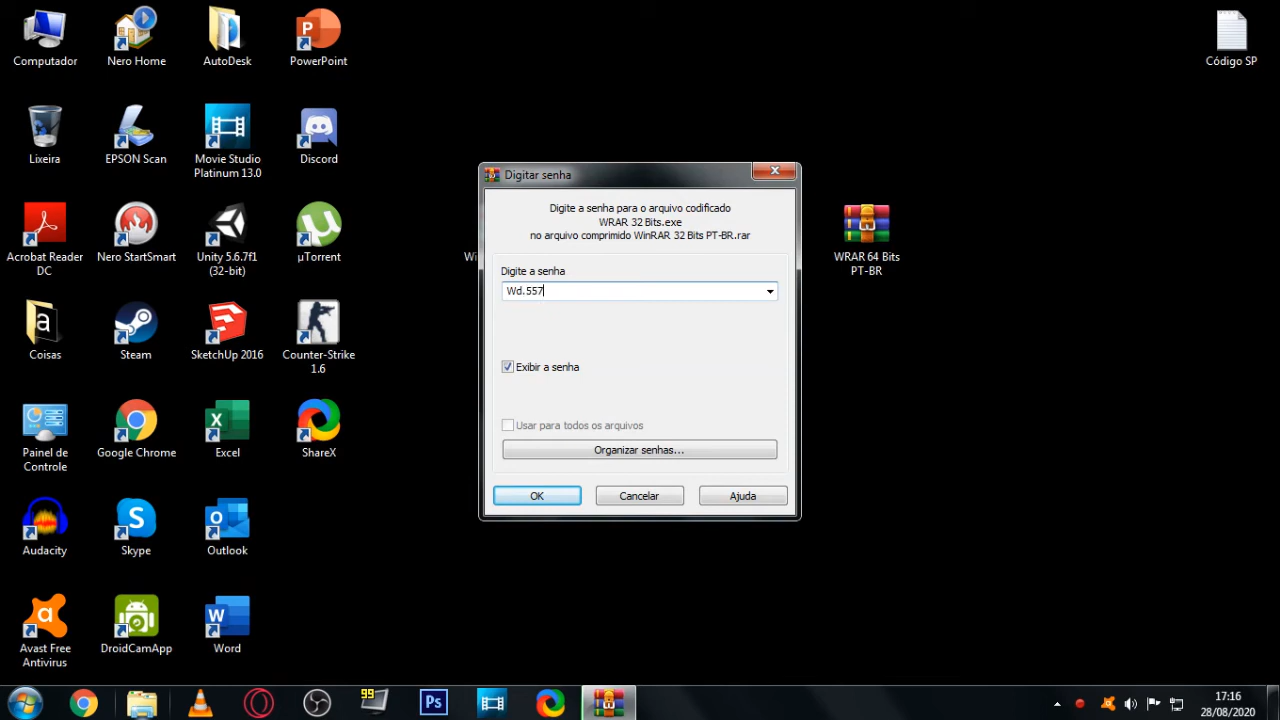 Computador
Nero Home
AutoDesk
PowerPoint
Código SP
Lixeira
EPSON Scan
Movie Studio
Platinum 13.0
Discord
Acrobat Reader
DC
Nero StartSmart
Unity 5.6.7f1
(32-bit)
µTorrent
Wi
WRAR 64 Bits
PT-BR
Coisas
Steam
SketchUp 2016
Counter-Strike
1.6
Painel de
Controle
Google Chrome
Excel
ShareX
Audacity
Skype
Outlook
Avast Free
Antivirus
DroidCamApp
Word
Digitar senha
Digite a senha para o arquivo codificado
WRAR 32 Bits.exe
no arquivo comprimido WinRAR 32 Bits PT-BR.rar
Digite a senha
Wd.557
Exibir a senha
Usar para todos os arquivos
Organizar senhas...
OK
Cancelar
Ajuda
99
Ps
17:16
28/08/2020